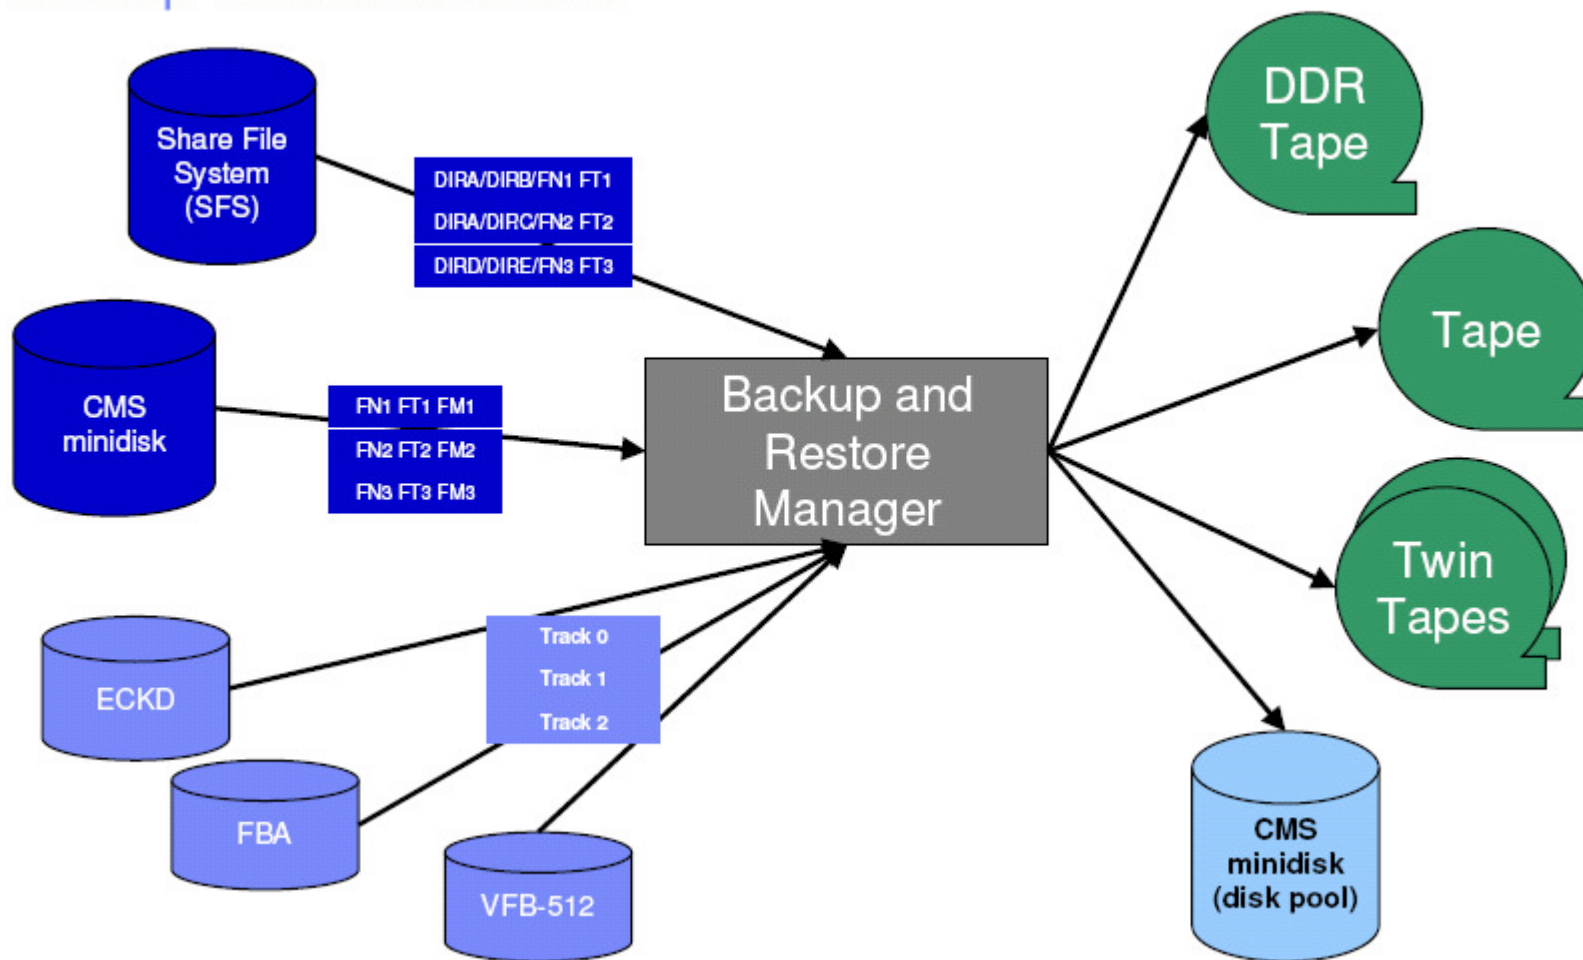 Share File
System
(SFS)
DIRA/DIRB/FN1 FT1
DIRA/DIRC/FN2 FT2
DIRD/DIRE/FN3 FT3
DDR
Tape
Tape
CMS
minidisk
FN1 FT1 FM1
FN2 FT2 FM2
FN3 FT3 FM3
Backup and
Restore
Manager
Twin
Tapes
ECKD
Track 0
Track 1
Track 2
FBA
VFB-512
CMS
minidisk
(disk pool)